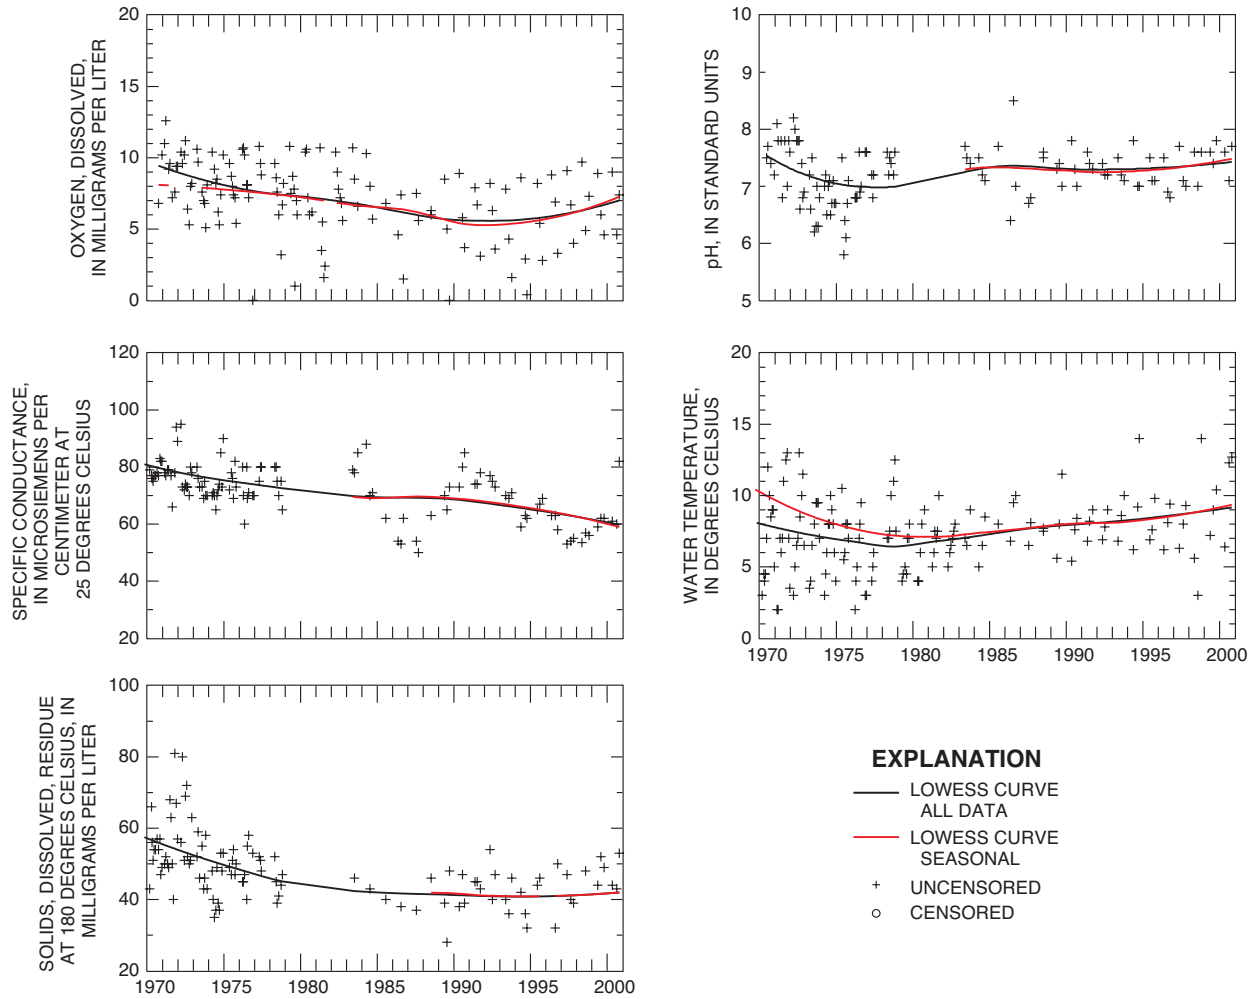 OXYGEN, DISSOLVED,
IN MILLIGRAMS PER LITER
20
15
10
5
0
pH, IN STANDARD UNITS
10
9
8
7
6
5
SPECIFIC CONDUCTANCE,
IN MICROSIEMENS PER
CENTIMETER AT
25 DEGREES CELSIUS
120
100
80
60
40
20
WATER TEMPERATURE,
IN DEGREES CELSIUS
20
15
10
5
0
1970 1975 1980 1985 1990 1995 2000
SOLIDS, DISSOLVED, RESIDUE
AT 180 DEGREES CELSIUS, IN
MILLIGRAMS PER LITER
100
80
60
40
20
1970 1975 1980 1985 1990 1995 2000
EXPLANATION
LOWESS CURVE
ALL DATA
LOWESS CURVE
SEASONAL
UNCENSORED
CENSORED